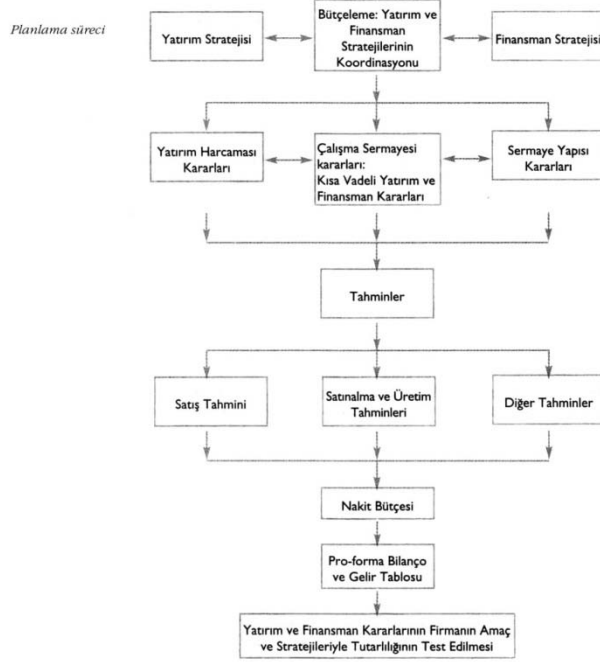 Planlama süreci
Yatırım Stratejisi
Bütçeleme: Yatırım ve
Finansman
Stratejilerinin
Koordinasyonu
Finansman Stratejisi
Yatırım Harcaması
Kararları
Çalışma Sermayesi
kararları:
Kısa Vadeli Yatırım ve
Finansman Kararları
Sermaye Yapısı
Kararları
Tahminler
Satış Tahmini
Satınalma ve Üretim
Tahminleri
Diğer Tahminler
Nakit Bütçesi
Pro-forma Bilanço
ve Gelir Tablosu
Yatırım ve Finansman Kararlarının Firmanın Amaç
ve Stratejileriyle Tutarlılığının Test Edilmesi